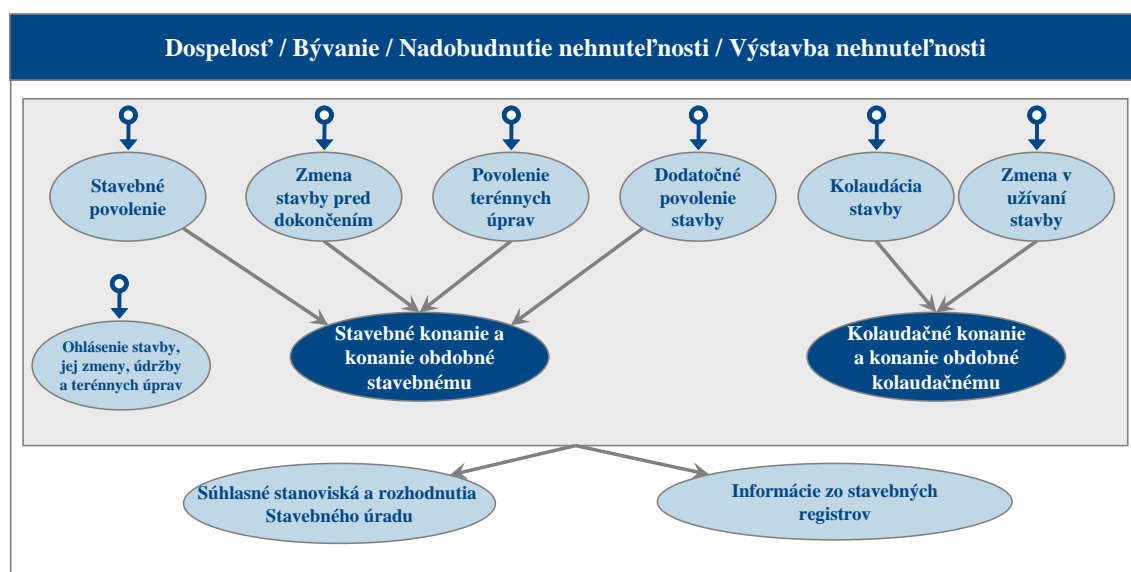 Dospelosť / Bývanie / Nadobudnutie nehnuteľnosti / Výstavba nehnuteľnosti
Stavebné
povolenie
Zmena
stavby pred
dokončením
Povolenie
terénnych
úprav
Dodatočné
povolenie
stavby
Kolaudácia
stavby
Zmena v
užívaní
stavby
Ohlásenie stavby,
jej zmeny, údržby
a terénnych úprav
Stavebné konanie a
konanie obdobné
stavebnému
Kolaudačné konanie
a konanie obdobné
kolaudačnému
Súhlasné stanoviská a rozhodnutia
Stavebného úradu
Informácie zo stavebných
registrov